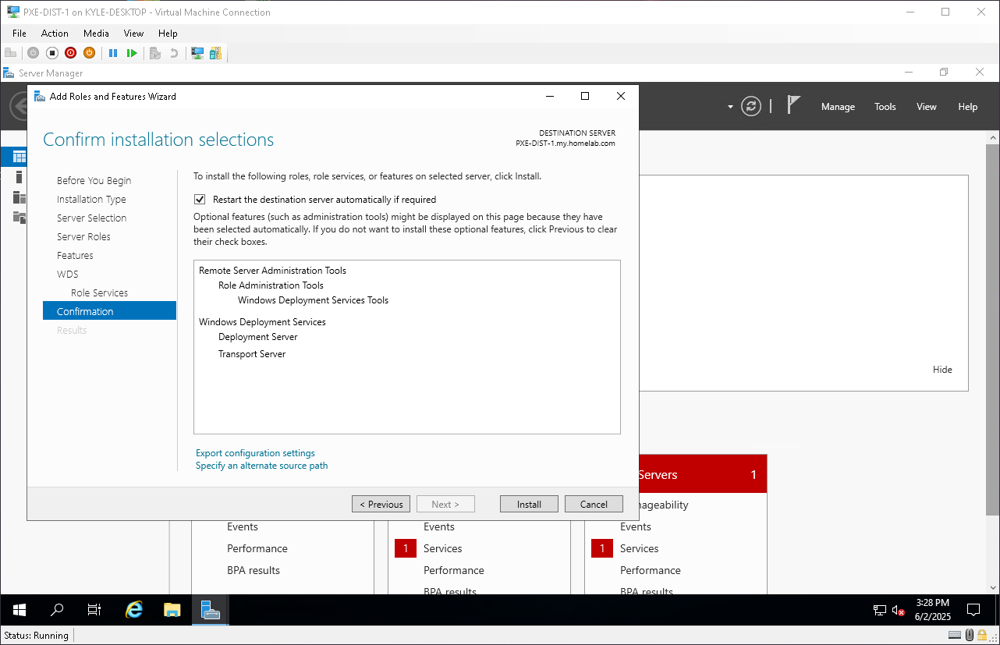 PXE-DIST-1 on KYLE-DESKTOP - Virtual Machine Connection
File Action Media View Help
Server Manager
Manage Tools View Help
Add Roles and Features Wizard
Confirm installation selections
DESTINATION SERVER
PXE-DIST-1.my.homelab.com
Before You Begin
Installation Type
Server Selection
Server Roles
Features
WDS
Role Services
Confirmation
Results
To install the following roles, role services, or features on selected server, click Install.
Restart the destination server automatically if required
Optional features (such as administration tools) might be displayed on this page because they have
been selected automatically. If you do not want to install these optional features, click Previous to clear
their check boxes.
Remote Server Administration Tools
Role Administration Tools
Windows Deployment Services Tools
Windows Deployment Services
Deployment Server
Transport Server
Export configuration settings
Specify an alternate source path
< Previous Next > Install Cancel
Hide
Servers 1
nageability
Events
Performance
BPA results
Events
1 Services
Performance
BPA results
Events
1 Services
Performance
BPA results
3:28 PM
6/2/2025
Status: Running